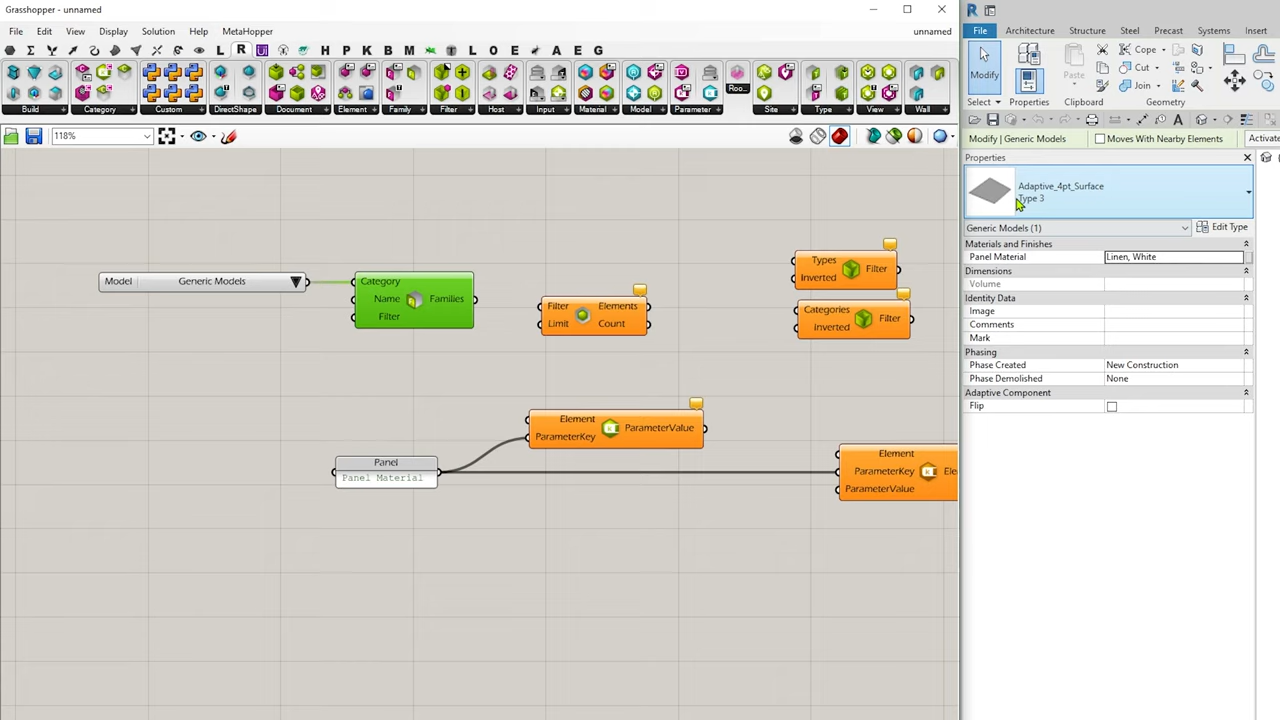 Grasshopper - unnamed
File Edit View Display Solution Help MetaHopper
unnamed
L R H P K B M L O E A E G
Roo...
Build Category Custom DirectShape Document Element Family Filter Host Input Material Model Parameter Site Type View Wall
118%
Model Generic Models
Category
Name Families
Filter
Filter Elements
Limit Count
Types Filter
Inverted
Categories Filter
Inverted
Element
ParameterKey ParameterValue
Panel
Panel Material
Element
ParameterKey Ele
ParameterValue
File Architecture Structure Steel Precast Systems Insert
Modify
Paste
Cope
Cut
Join
Select Properties Clipboard Geometry
Modify | Generic Models Moves With Nearby Elements Activate
Properties
Adaptive_4pt_Surface
Type 3
Generic Models (1) Edit Type
Materials and Finishes
Panel Material Linen, White
Dimensions
Volume
Identity Data
Image
Comments
Mark
Phasing
Phase Created New Construction
Phase Demolished None
Adaptive Component
Flip